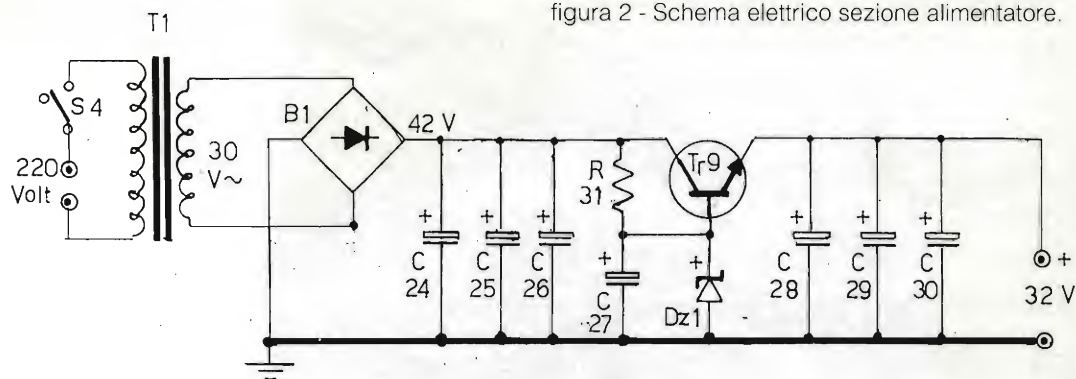 figura 2 - Schema elettrico sezione alimentatore.
T1
S4
220
Volt
30
V~
B1
42 V
+
C
24
+
C
25
+
C
26
R
31
+
C
27
Tr9
+
Dz1
+
C
28
+
C
29
+
C
30
+
32 V